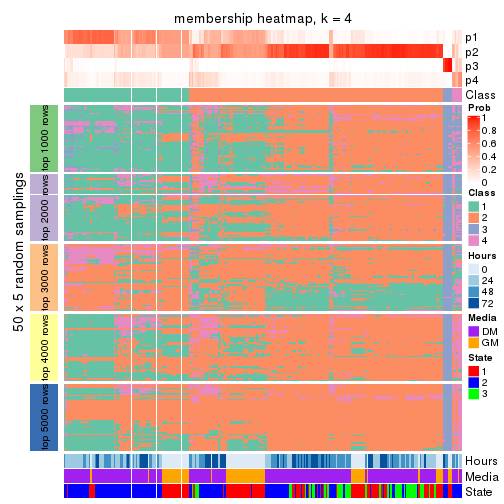 membership heatmap, k = 4
p1
p2
p3
p4
Class
50 x 5 random samplings
top 1000 rows
top 2000 rows
top 3000 rows
top 4000 rows
top 5000 rows
Hours
Media
State
Prob
1
0.8
0.6
0.4
0.2
0
Class
1
2
3
4
Hours
0
24
48
72
Media
DM
GM
State
1
2
3